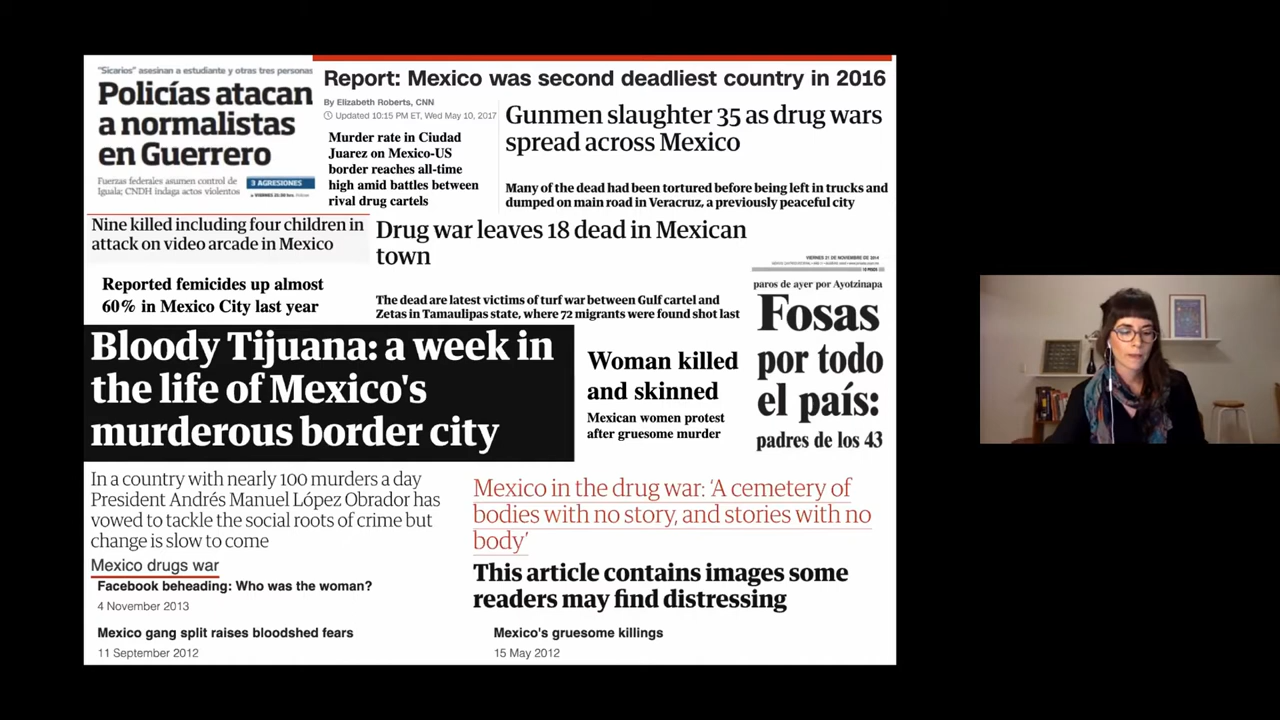 "Sicarios" asesinan a estudiante y otras tres personas
Policías atacan
a normalistas
en Guerrero
Fuerzas federales asumen control de
Iguala; CNDH indaga actos violentos
3 AGRESIONES
Report: Mexico was second deadliest country in 2016
By Elizabeth Roberts, CNN
Updated 10:15 PM ET, Wed May 10, 2017
Murder rate in Ciudad
Juarez on Mexico-US
border reaches all-time
high amid battles between
rival drug cartels
Gunmen slaughter 35 as drug wars
spread across Mexico
Many of the dead had been tortured before being left in trucks and
dumped on main road in Veracruz, a previously peaceful city
Nine killed including four children in
attack on video arcade in Mexico
Drug war leaves 18 dead in Mexican
town
The dead are latest victims of turf war between Gulf cartel and
Zetas in Tamaulipas state, where 72 migrants were found shot last
Reported femicides up almost
60% in Mexico City last year
VIERNES 21 DE NOVIEMBRE DE 2014
10 PESOS
paros de ayer por Ayotzinapa
Fosas
por todo
el país:
padres de los 43
Bloody Tijuana: a week in
the life of Mexico's
murderous border city
Woman killed
and skinned
Mexican women protest
after gruesome murder
In a country with nearly 100 murders a day
President Andrés Manuel López Obrador has
vowed to tackle the social roots of crime but
change is slow to come
Mexico drugs war
Facebook beheading: Who was the woman?
4 November 2013
Mexico gang split raises bloodshed fears
11 September 2012
Mexico in the drug war: 'A cemetery of
bodies with no story, and stories with no
body'
This article contains images some
readers may find distressing
Mexico's gruesome killings
15 May 2012